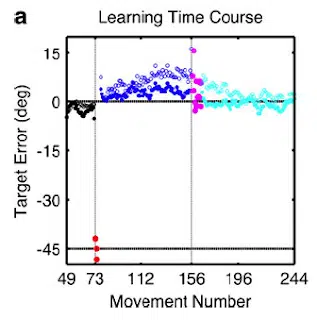 a Learning Time Course
Target Error (deg)
15
0
-15
-30
-45
49 73 112 156 196 244
Movement Number